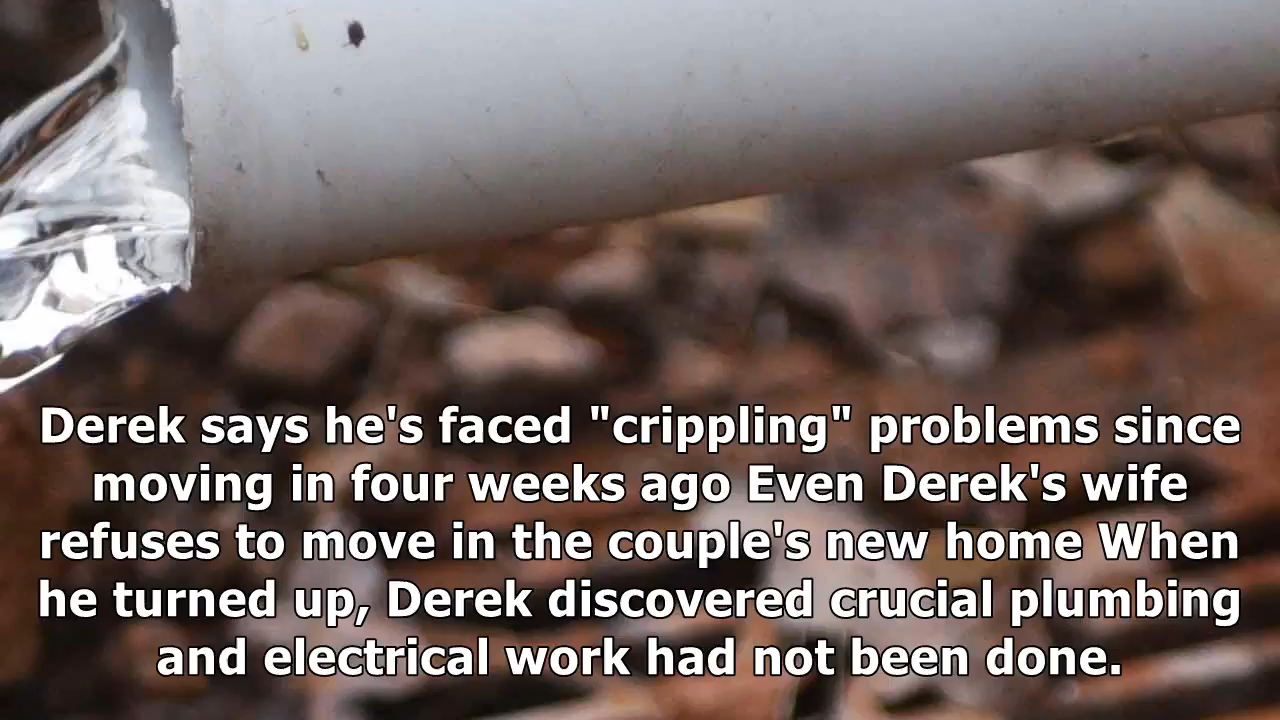 Derek says he's faced "crippling" problems since
moving in four weeks ago Even Derek's wife
refuses to move in the couple's new home When
he turned up, Derek discovered crucial plumbing
and electrical work had not been done.